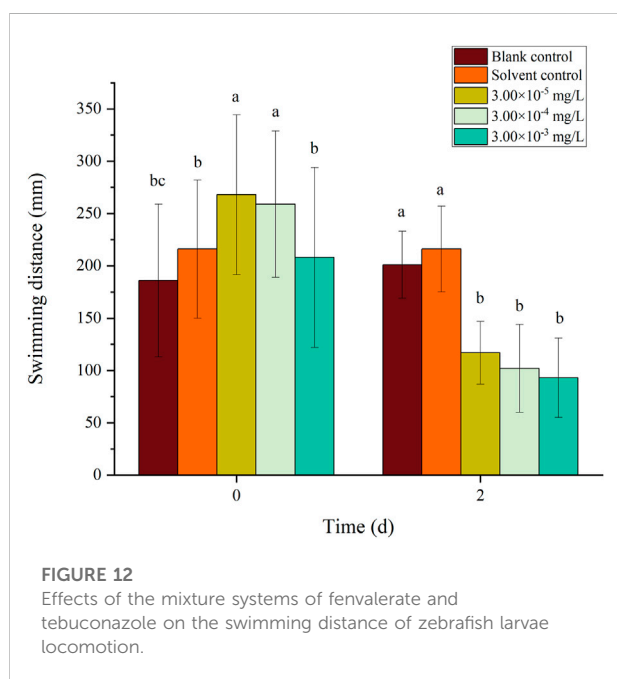 Blank control
Solvent control
3.00×10⁻⁵ mg/L
3.00×10⁻⁴ mg/L
3.00×10⁻³ mg/L
350
300
250
200
150
100
50
0
Swimming distance (mm)
bc
b
a
a
b
a
a
b
b
b
0
2
Time (d)
FIGURE 12
Effects of the mixture systems of fenvalerate and
tebuconazole on the swimming distance of zebrafish larvae
locomotion.